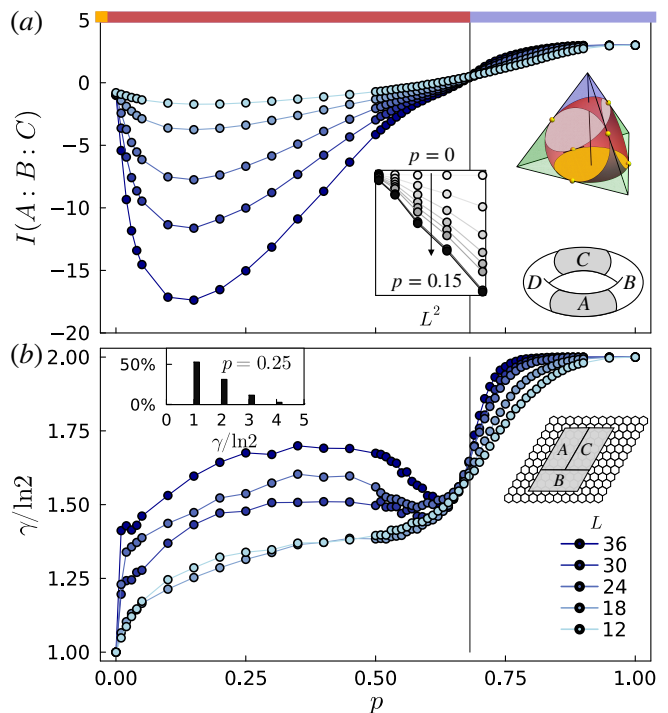 (a)
5
0
−5
−10
−15
−20
I(A : B : C)
p = 0
p = 0.15
L²
C
D
B
A
(b)
2.00
1.75
1.50
1.25
1.00
γ/ln2
50%
0%
p = 0.25
0 1 2 3 4 5
γ/ln2
A
C
B
L
36
30
24
18
12
0.00 0.25 0.50 0.75 1.00
p